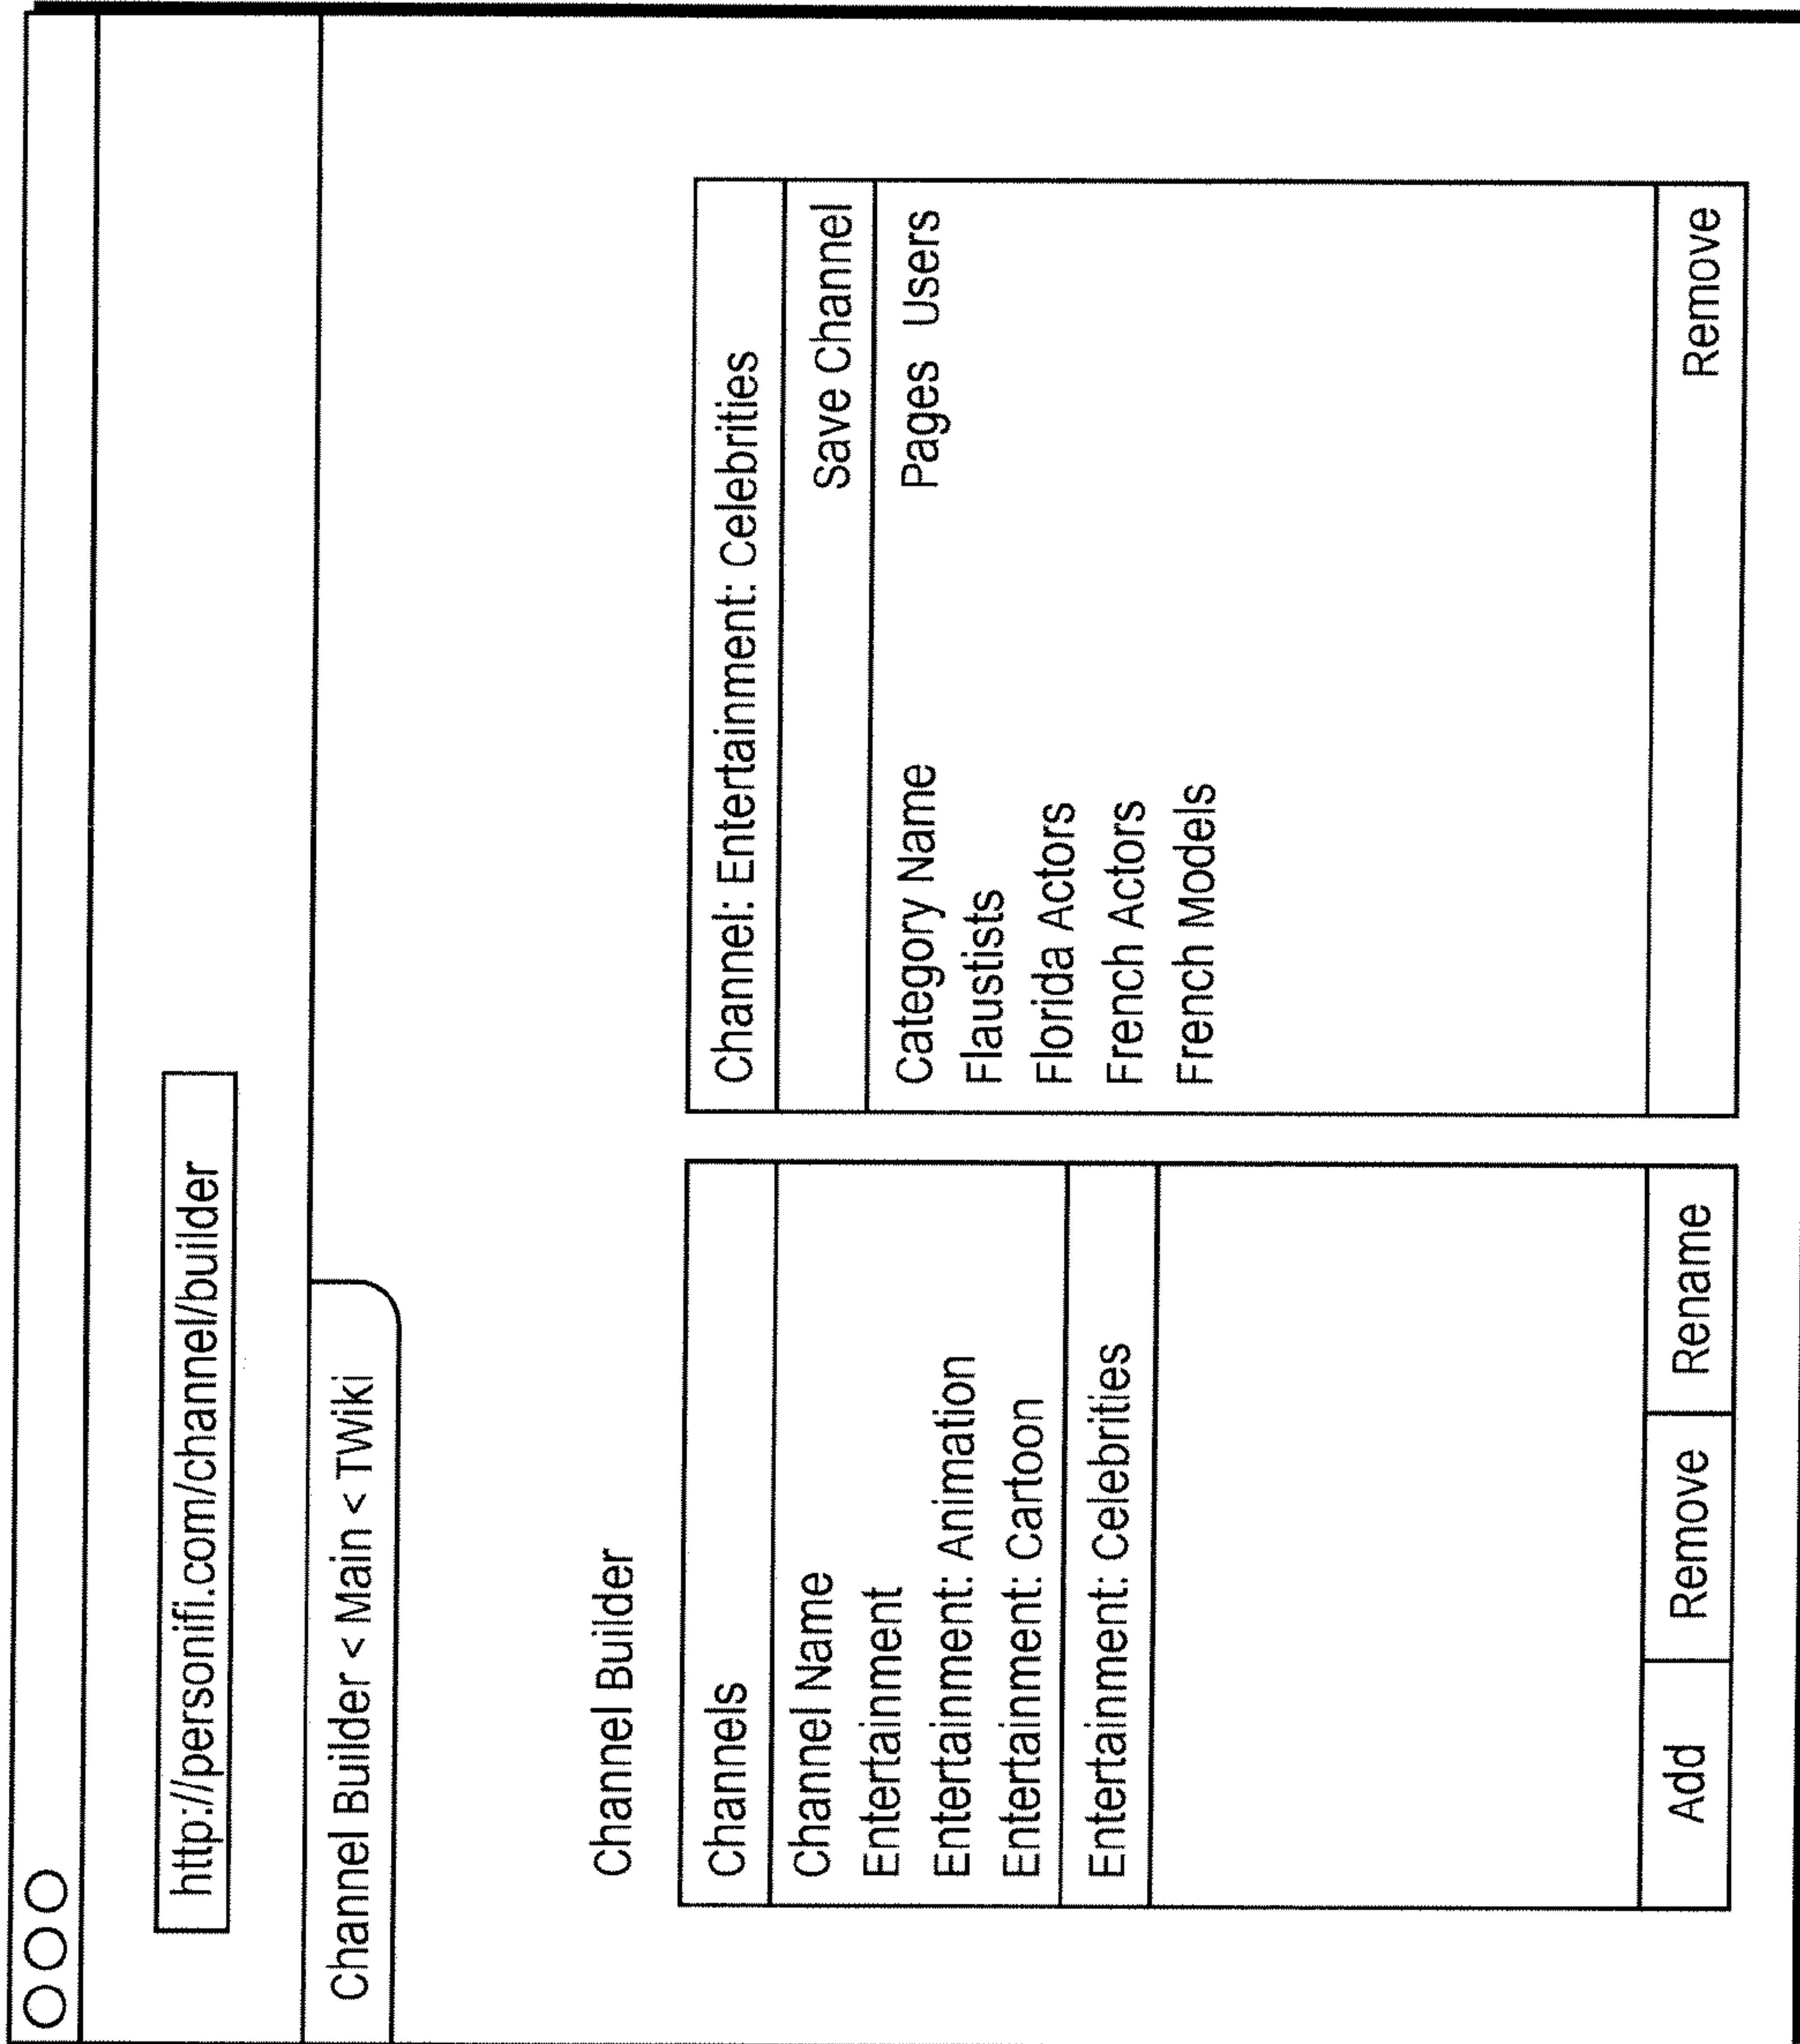 http://personifi.com/channel/builder
Channel Builder < Main < TWiki
Channel Builder
Channels
Channel Name
Entertainment
Entertainment: Animation
Entertainment: Cartoon
Entertainment: Celebrities
Add Remove Rename
Channel: Entertainment: Celebrities
Save Channel
Category Name Pages Users
Flaustists
Florida Actors
French Actors
French Models
Remove